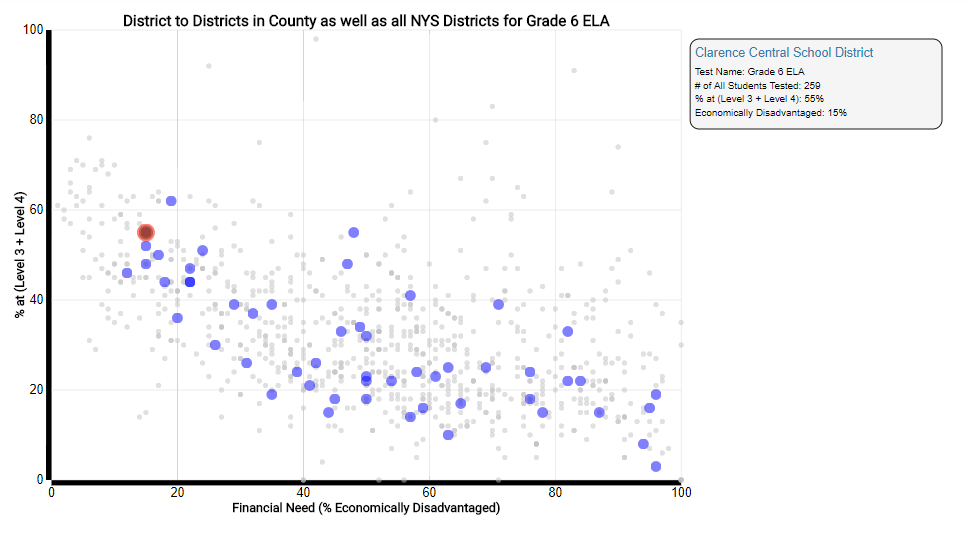 District to Districts in County as well as all NYS Districts for Grade 6 ELA
100
80
60
40
20
0
% at (Level 3 + Level 4)
0 20 40 60 80 100
Financial Need (% Economically Disadvantaged)
Clarence Central School District
Test Name: Grade 6 ELA
# of All Students Tested: 259
% at (Level 3 + Level 4): 55%
Economically Disadvantaged: 15%